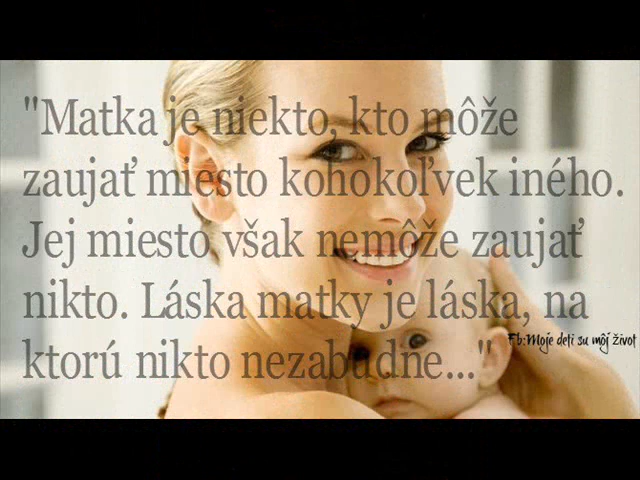 "Matka je niekto, kto môže
zaujať miesto kohokoľvek iného.
Jej miesto však nemôže zaujať
nikto. Láska matky je láska, na
ktorú nikto nezabudne..."
Fb:Moje deti su môj život